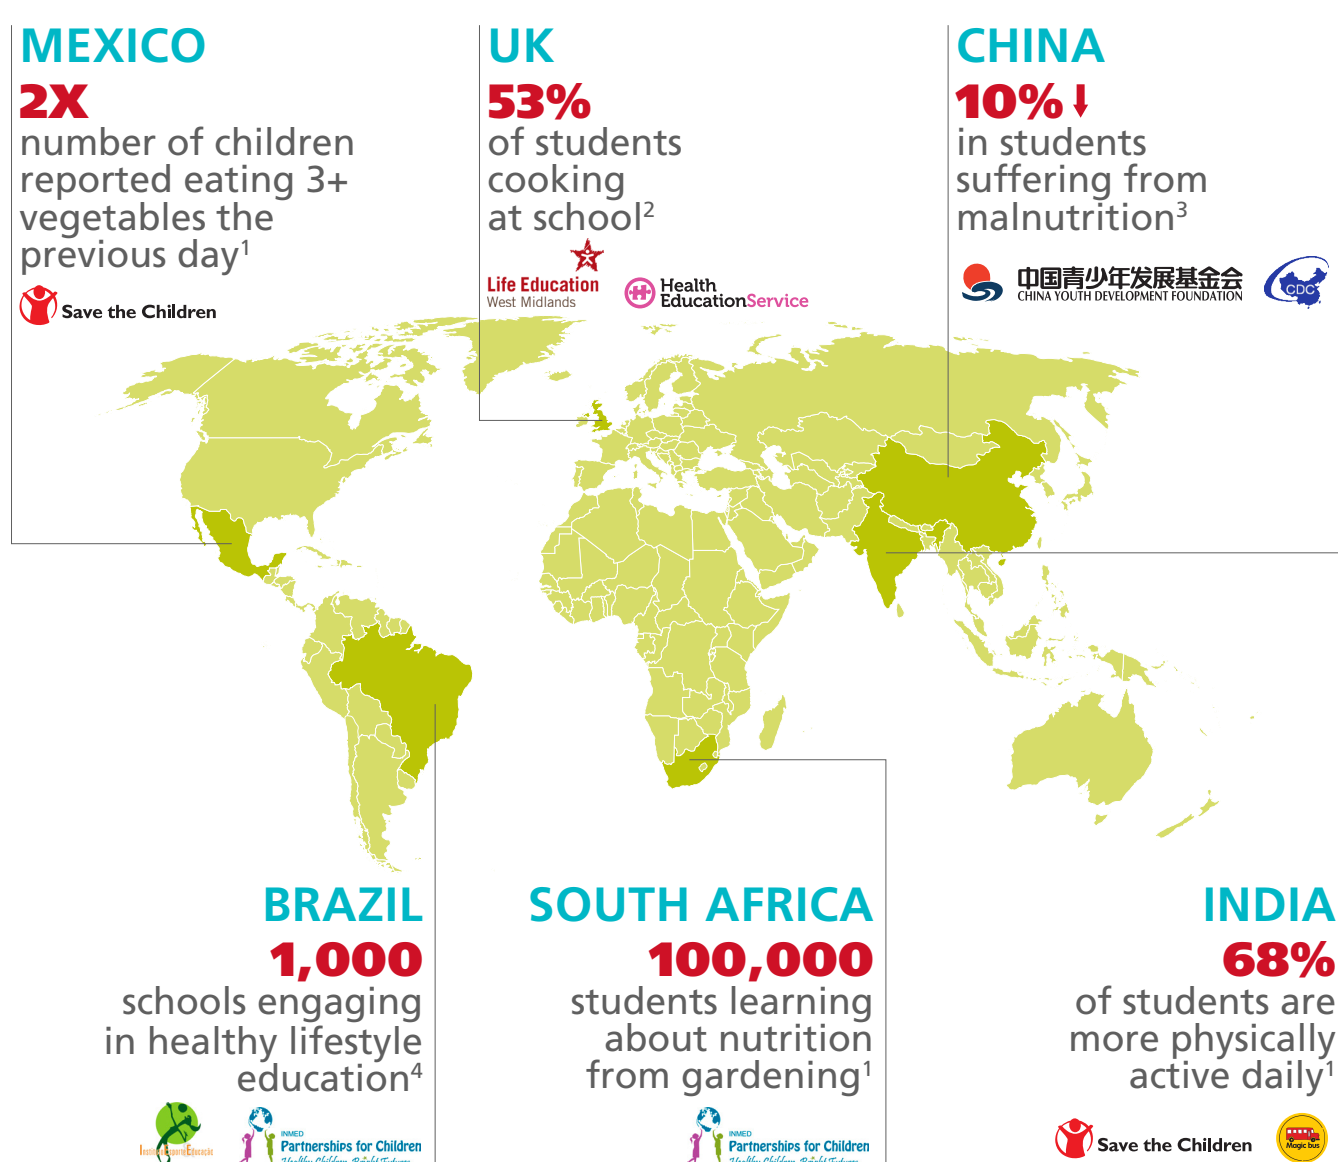 MEXICO
2X
number of children
reported eating 3+
vegetables the
previous day1
Save the Children
UK
53%
of students
cooking
at school2
Life Education
West Midlands
Health
EducationService
CHINA
10%
in students
suffering from
malnutrition3
中国青少年发展基金会
CHINA YOUTH DEVELOPMENT FOUNDATION
CDC
BRAZIL
1,000
schools engaging
in healthy lifestyle
education4
INMED
Partnerships for Children
SOUTH AFRICA
100,000
students learning
about nutrition
from gardening1
INMED
Partnerships for Children
INDIA
68%
of students are
more physically
active daily1
Save the Children
Magic bus